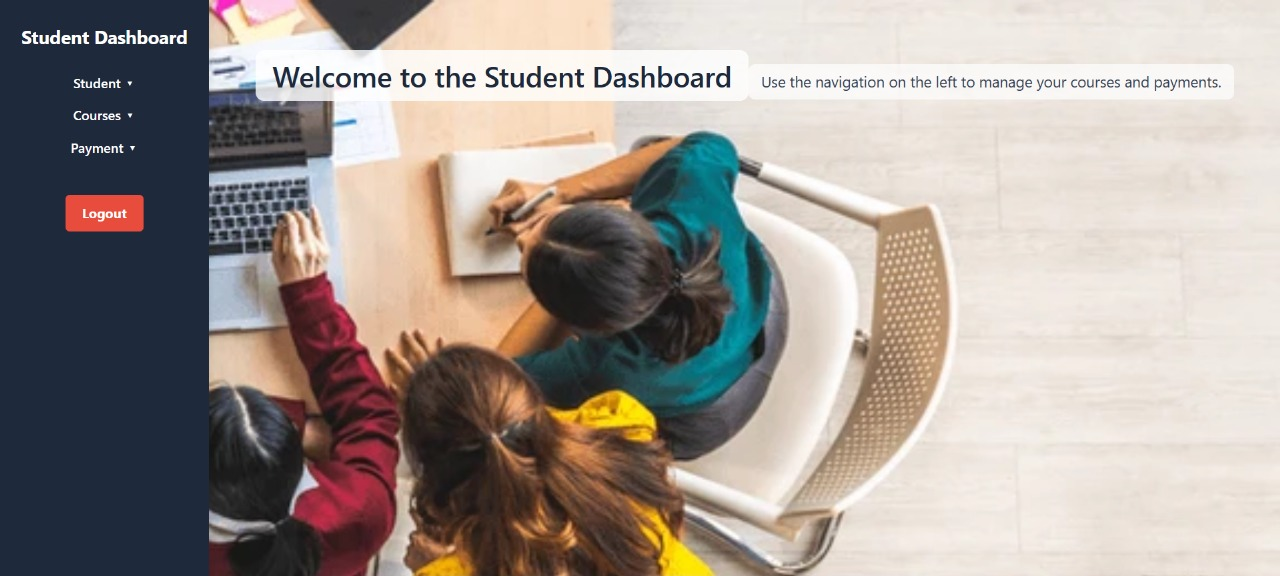 Student Dashboard
Student ▾
Courses ▾
Payment ▾
Logout
Welcome to the Student Dashboard
Use the navigation on the left to manage your courses and payments.